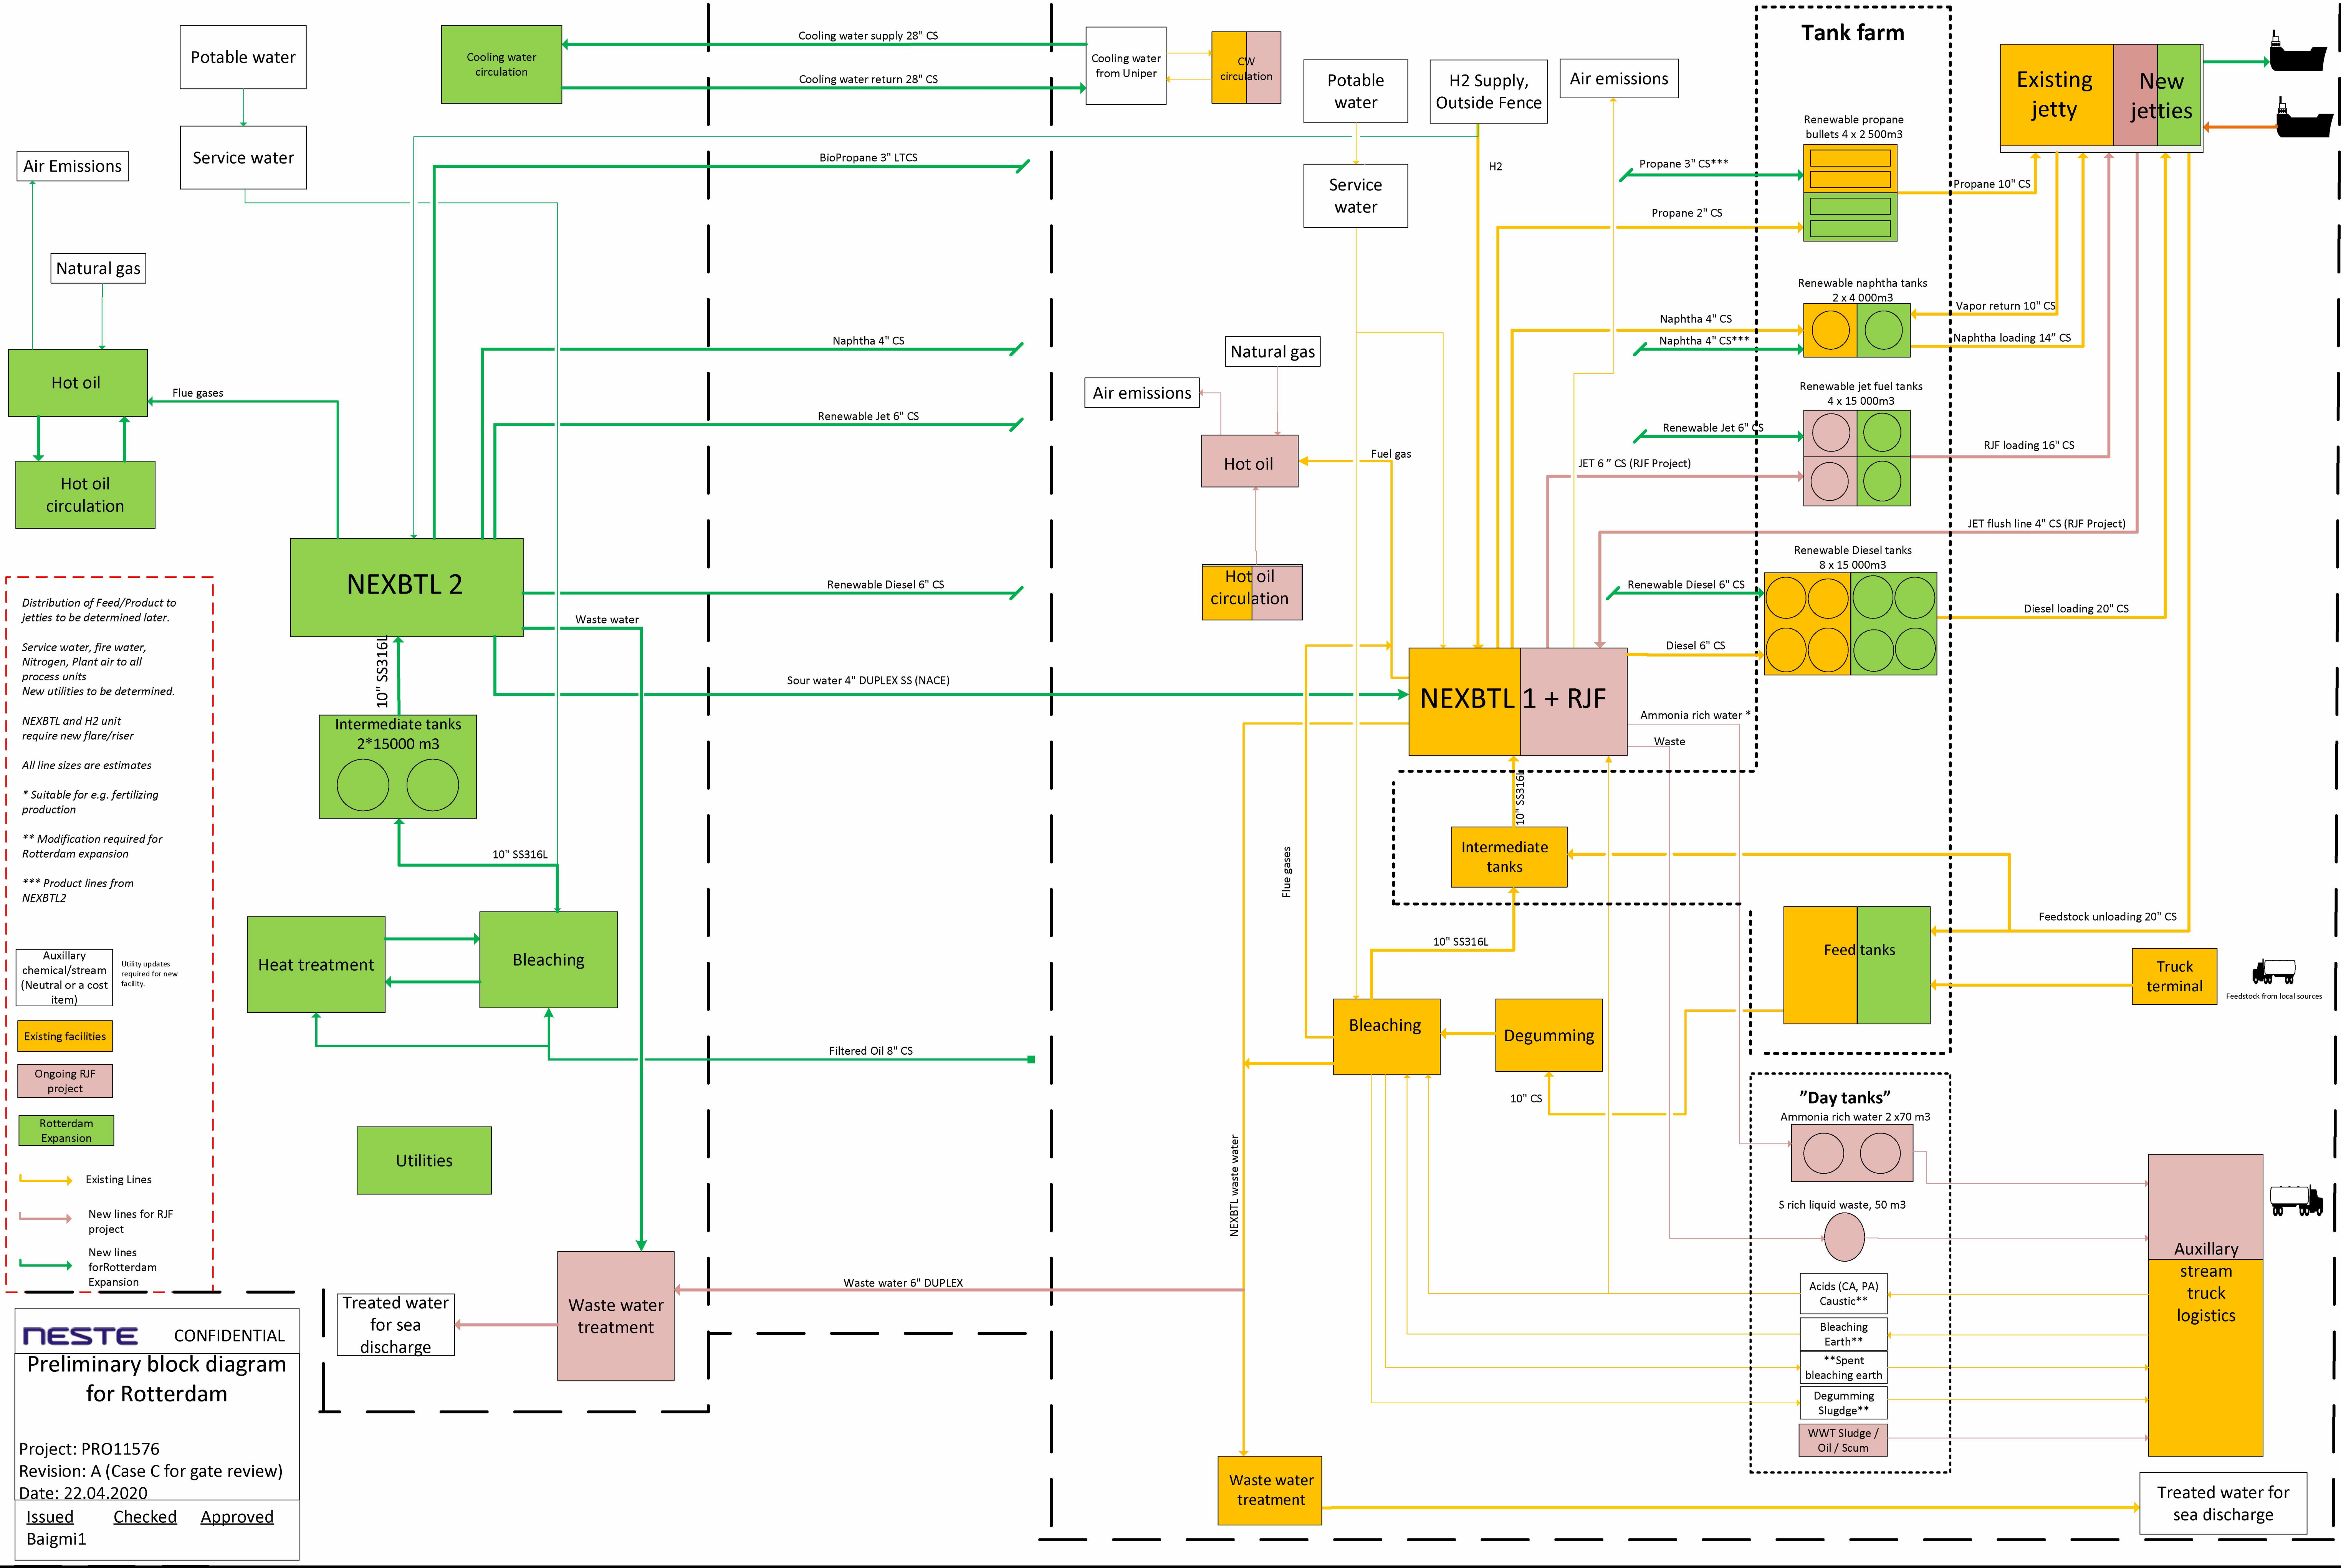 Potable water
Service water
Air Emissions
Natural gas
Hot oil
Hot oil
circulation
Flue gases
Cooling water
circulation
Cooling water supply 28" CS
Cooling water return 28" CS
Cooling water
from Uniper
CW
circulation
BioPropane 3" LTCS
Naphtha 4" CS
Renewable Jet 6" CS
NEXBTL 2
Renewable Diesel 6" CS
Waste water
Sour water 4" DUPLEX SS (NACE)
10" SS316L
Intermediate tanks
2*15000 m3
10" SS316L
Heat treatment
Bleaching
Filtered Oil 8" CS
Utilities
Waste water
treatment
Treated water
for sea
discharge
Waste water 6" DUPLEX
Distribution of Feed/Product to
jetties to be determined later.
Service water, fire water,
Nitrogen, Plant air to all
process units
New utilities to be determined.
NEXBTL and H2 unit
require new flare/riser
All line sizes are estimates
* Suitable for e.g. fertilizing
production
** Modification required for
Rotterdam expansion
*** Product lines from
NEXBTL2
Auxillary
chemical/stream
(Neutral or a cost
item)
Utility updates
required for new
facility.
Existing facilities
Ongoing RJF
project
Rotterdam
Expansion
Existing Lines
New lines for RJF
project
New lines
forRotterdam
Expansion
NESTE
CONFIDENTIAL
Preliminary block diagram
for Rotterdam
Project: PRO11576
Revision: A (Case C for gate review)
Date: 22.04.2020
Issued Checked Approved
Baigmi1
Potable
water
H2 Supply,
Outside Fence
Air emissions
Service
water
H2
Natural gas
Air emissions
Hot oil
Fuel gas
Hot oil
circulation
NEXBTL 1 + RJF
Ammonia rich water *
Waste
10" SS316L
Intermediate
tanks
Flue gases
10" SS316L
Bleaching
Degumming
10" CS
NEXBTL waste water
Waste water
treatment
Tank farm
Renewable propane
bullets 4 x 2 500m3
Propane 3" CS***
Propane 2" CS
Propane 10" CS
Renewable naphtha tanks
2 x 4 000m3
Naphtha 4" CS
Naphtha 4" CS***
Vapor return 10" CS
Naphtha loading 14” CS
Renewable jet fuel tanks
4 x 15 000m3
Renewable Jet 6" CS
JET 6 ” CS (RJF Project)
RJF loading 16" CS
JET flush line 4" CS (RJF Project)
Renewable Diesel tanks
8 x 15 000m3
Renewable Diesel 6" CS
Diesel 6" CS
Diesel loading 20" CS
Existing
jetty
New
jetties
Feedstock unloading 20" CS
Feed tanks
Truck
terminal
Feedstock from local sources
”Day tanks”
Ammonia rich water 2 x70 m3
S rich liquid waste, 50 m3
Acids (CA, PA)
Caustic**
Bleaching
Earth**
**Spent
bleaching earth
Degumming
Slugdge**
WWT Sludge /
Oil / Scum
Auxillary
stream
truck
logistics
Treated water for
sea discharge